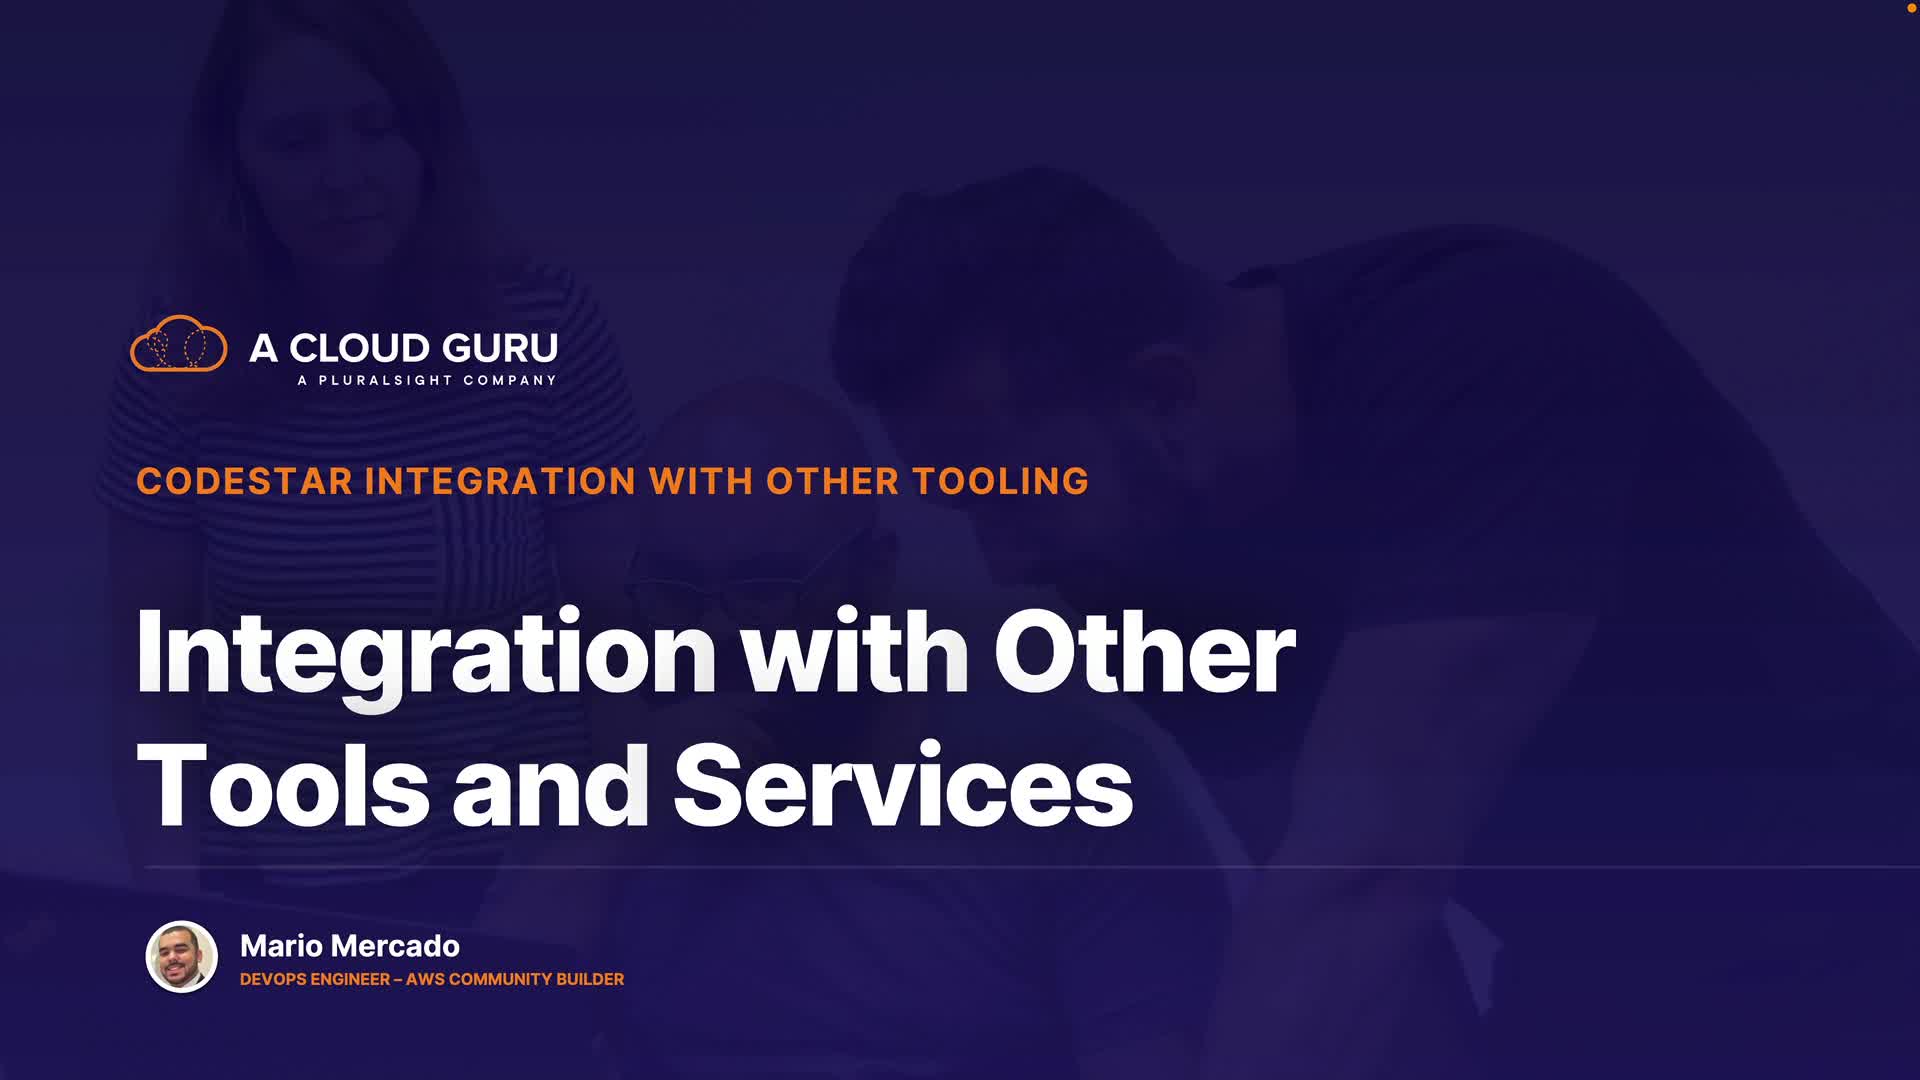 A CLOUD GURU
A PLURALSIGHT COMPANY
CODESTAR INTEGRATION WITH OTHER TOOLING
Integration with Other
Tools and Services
Mario Mercado
DEVOPS ENGINEER – AWS COMMUNITY BUILDER